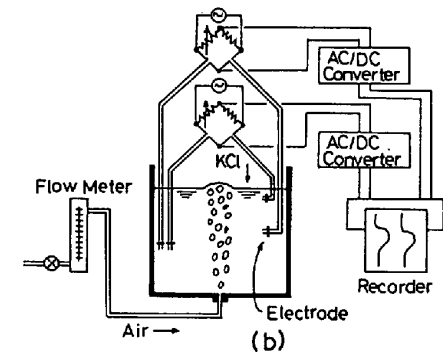 AC/DC
Converter
KCl
AC/DC
Converter
Flow Meter
Recorder
Electrode
Air
(b)